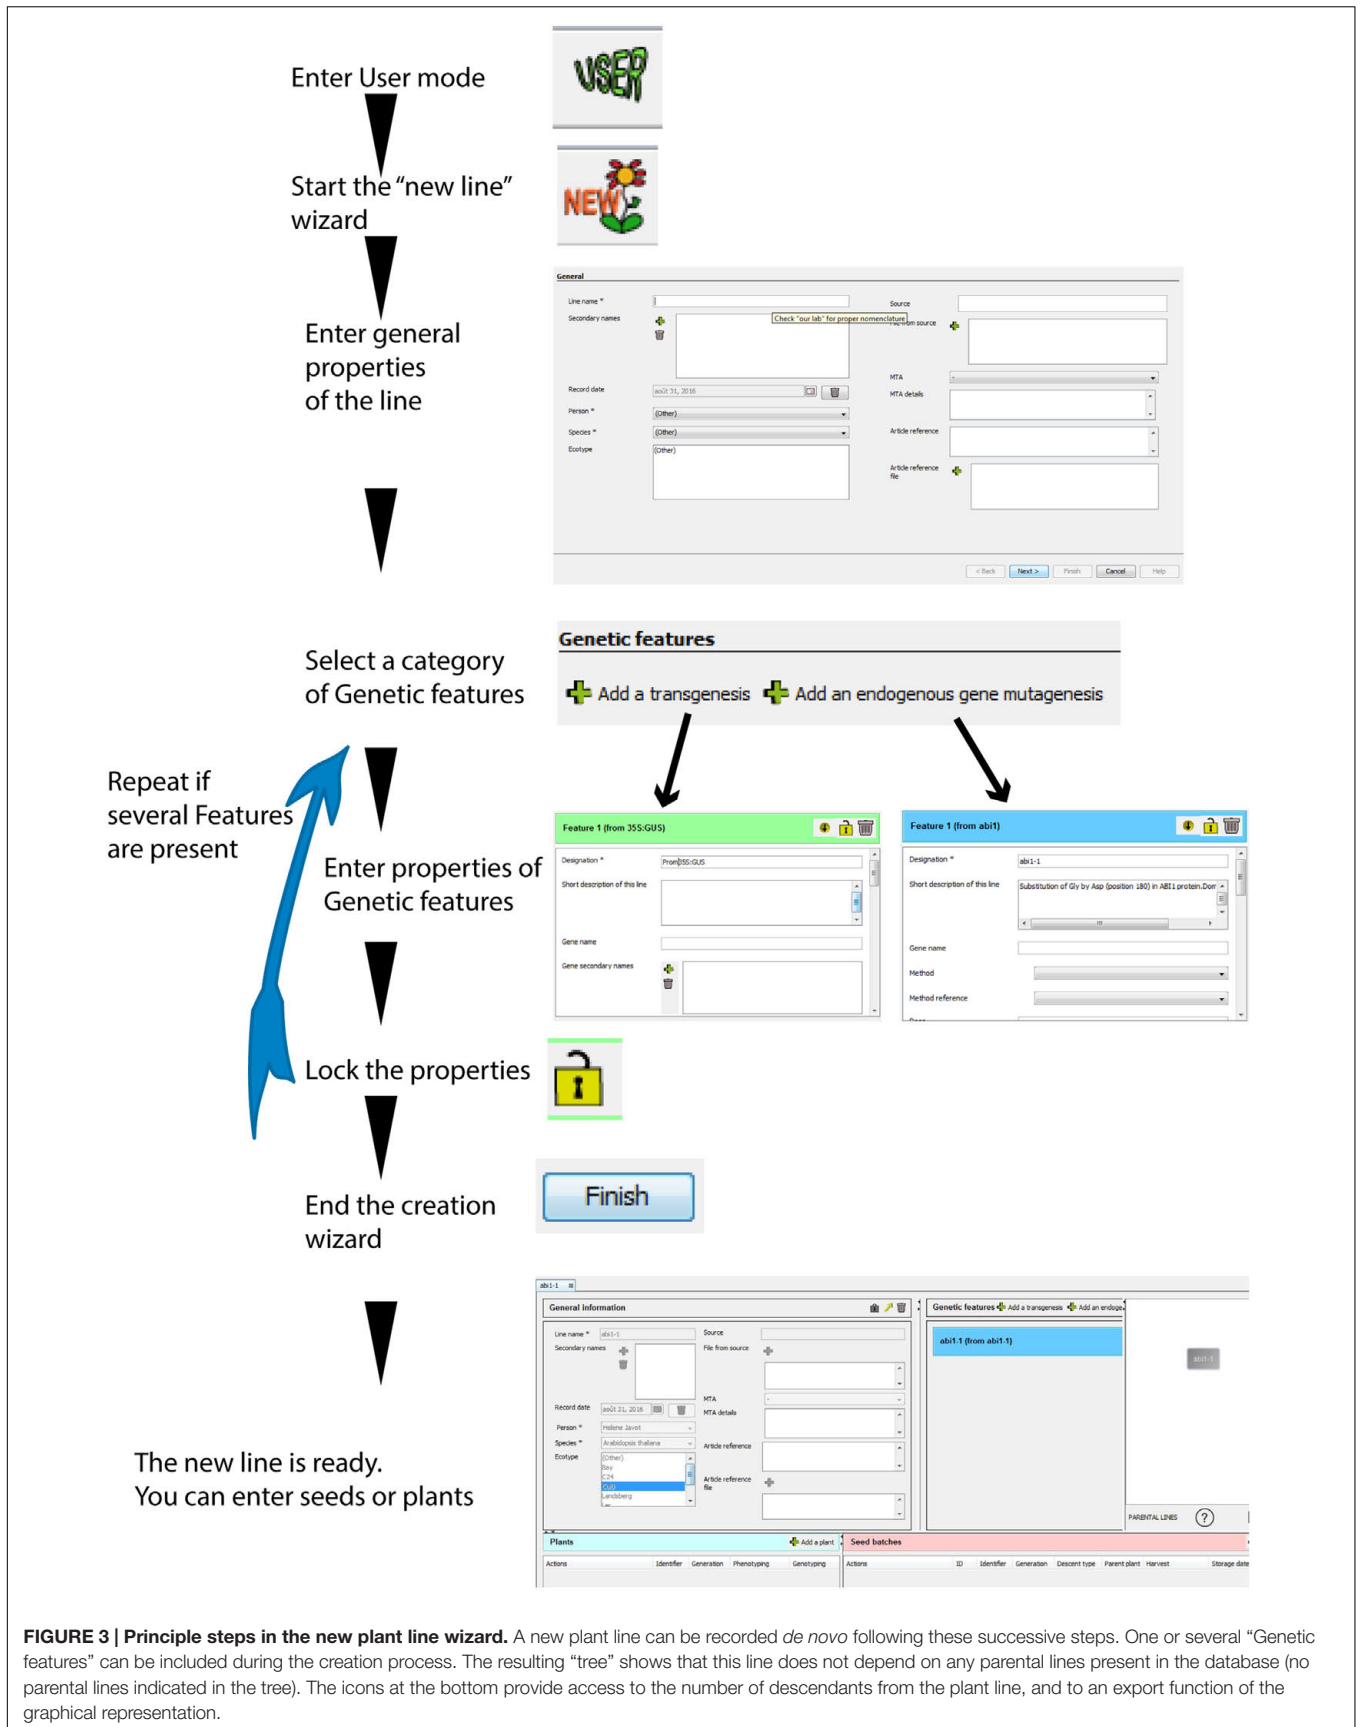 Enter User mode
USER
Start the “new line”
wizard
NEW
Enter general
properties
of the line
General
Line name *
Check "our lab" for proper nomenclature
Secondary names
Record date
août 31, 2016
Person *
(Other)
Species *
(Other)
Ecotype
(Other)
Source
File from source
MTA
-
MTA details
Article reference
Article reference
file
< Back Next > Finish Cancel Help
Select a category
of Genetic features
Genetic features
Add a transgenesis Add an endogenous gene mutagenesis
Repeat if
several Features
are present
Enter properties of
Genetic features
Feature 1 (from 35S:GUS)
Designation *
Prom35S:GUS
Short description of this line
Gene name
Gene secondary names
Feature 1 (from abi1)
Designation *
abi1-1
Short description of this line
Substitution of Gly by Asp (position 180) in ABI1 protein.Dom
Gene name
Method
Method reference
Lock the properties
End the creation
wizard
Finish
The new line is ready.
You can enter seeds or plants
abi1-1
General information
Line name * abi1-1
Secondary names
Record date août 31, 2016
Person * Helene Javot
Species * Arabidopsis thaliana
Ecotype
(Other)
Bay
C24
Landsberg
Source
File from source
MTA -
MTA details
Article reference
Article reference
file
Genetic features Add a transgenesis Add an endoge
abi1-1 (from abi1-1)
abi1-1
PARENTAL LINES ?
Plants Add a plant
Actions Identifier Generation Phenotyping Genotyping
Seed batches
Actions ID Identifier Generation Descent type Parent plant Harvest Storage date
FIGURE 3 | Principle steps in the new plant line wizard. A new plant line can be recorded de novo following these successive steps. One or several “Genetic
features” can be included during the creation process. The resulting “tree” shows that this line does not depend on any parental lines present in the database (no
parental lines indicated in the tree). The icons at the bottom provide access to the number of descendants from the plant line, and to an export function of the
graphical representation.